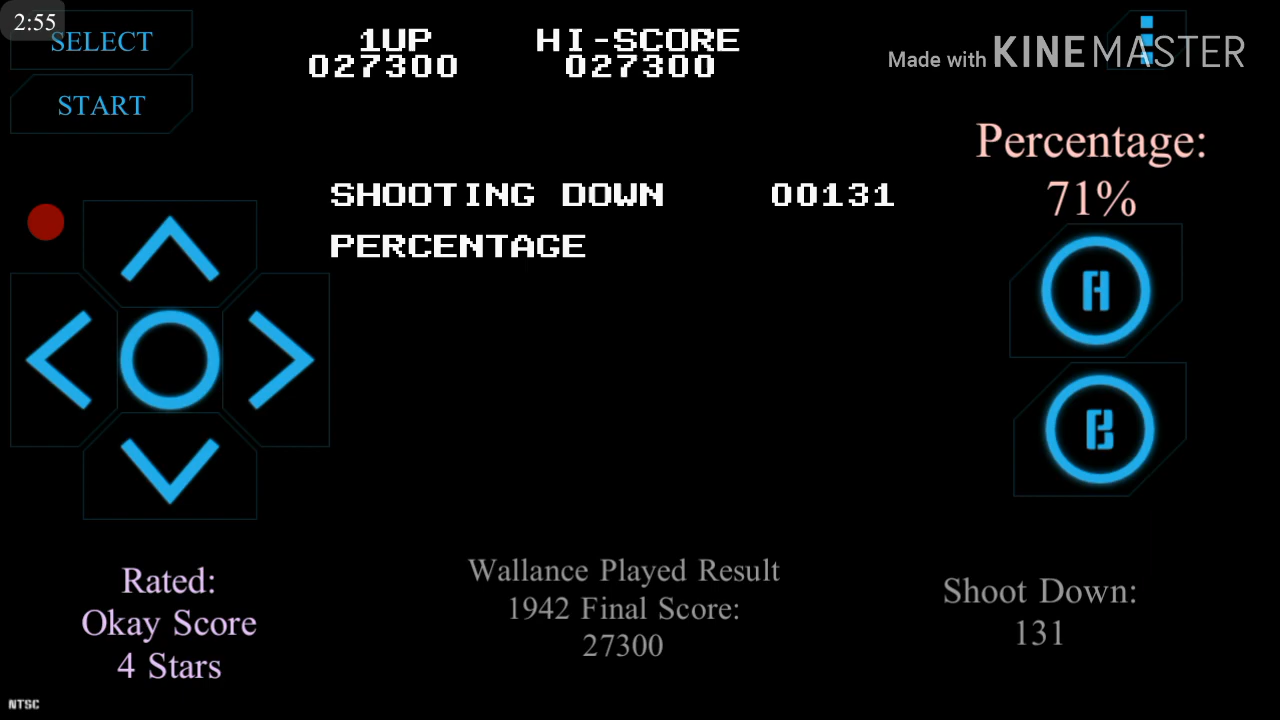 2:55
SELECT
START
1UP
027300
HI-SCORE
027300
Made with KINEMASTER
Percentage:
71%
SHOOTING DOWN 00131
PERCENTAGE
A
B
Rated:
Okay Score
4 Stars
Wallance Played Result
1942 Final Score:
27300
Shoot Down:
131
NTSC